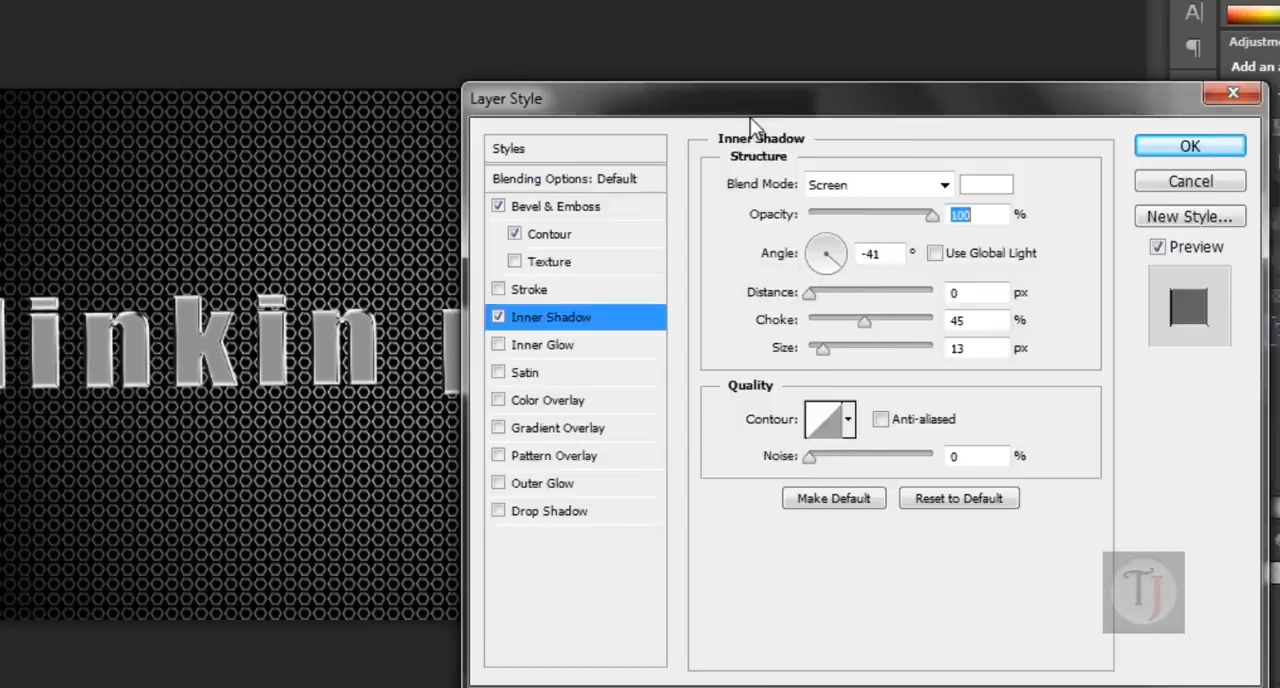 A|
Adjustm
Add an a
Layer Style
Styles
Blending Options: Default
Bevel & Emboss
Contour
Texture
Stroke
Inner Shadow
Inner Glow
Satin
Color Overlay
Gradient Overlay
Pattern Overlay
Outer Glow
Drop Shadow
Inner Shadow
Structure
Blend Mode: Screen
Opacity: 100 %
Angle: -41 ° Use Global Light
Distance: 0 px
Choke: 45 %
Size: 13 px
Quality
Contour: Anti-aliased
Noise: 0 %
Make Default Reset to Default
OK
Cancel
New Style...
Preview
linkin
TJ